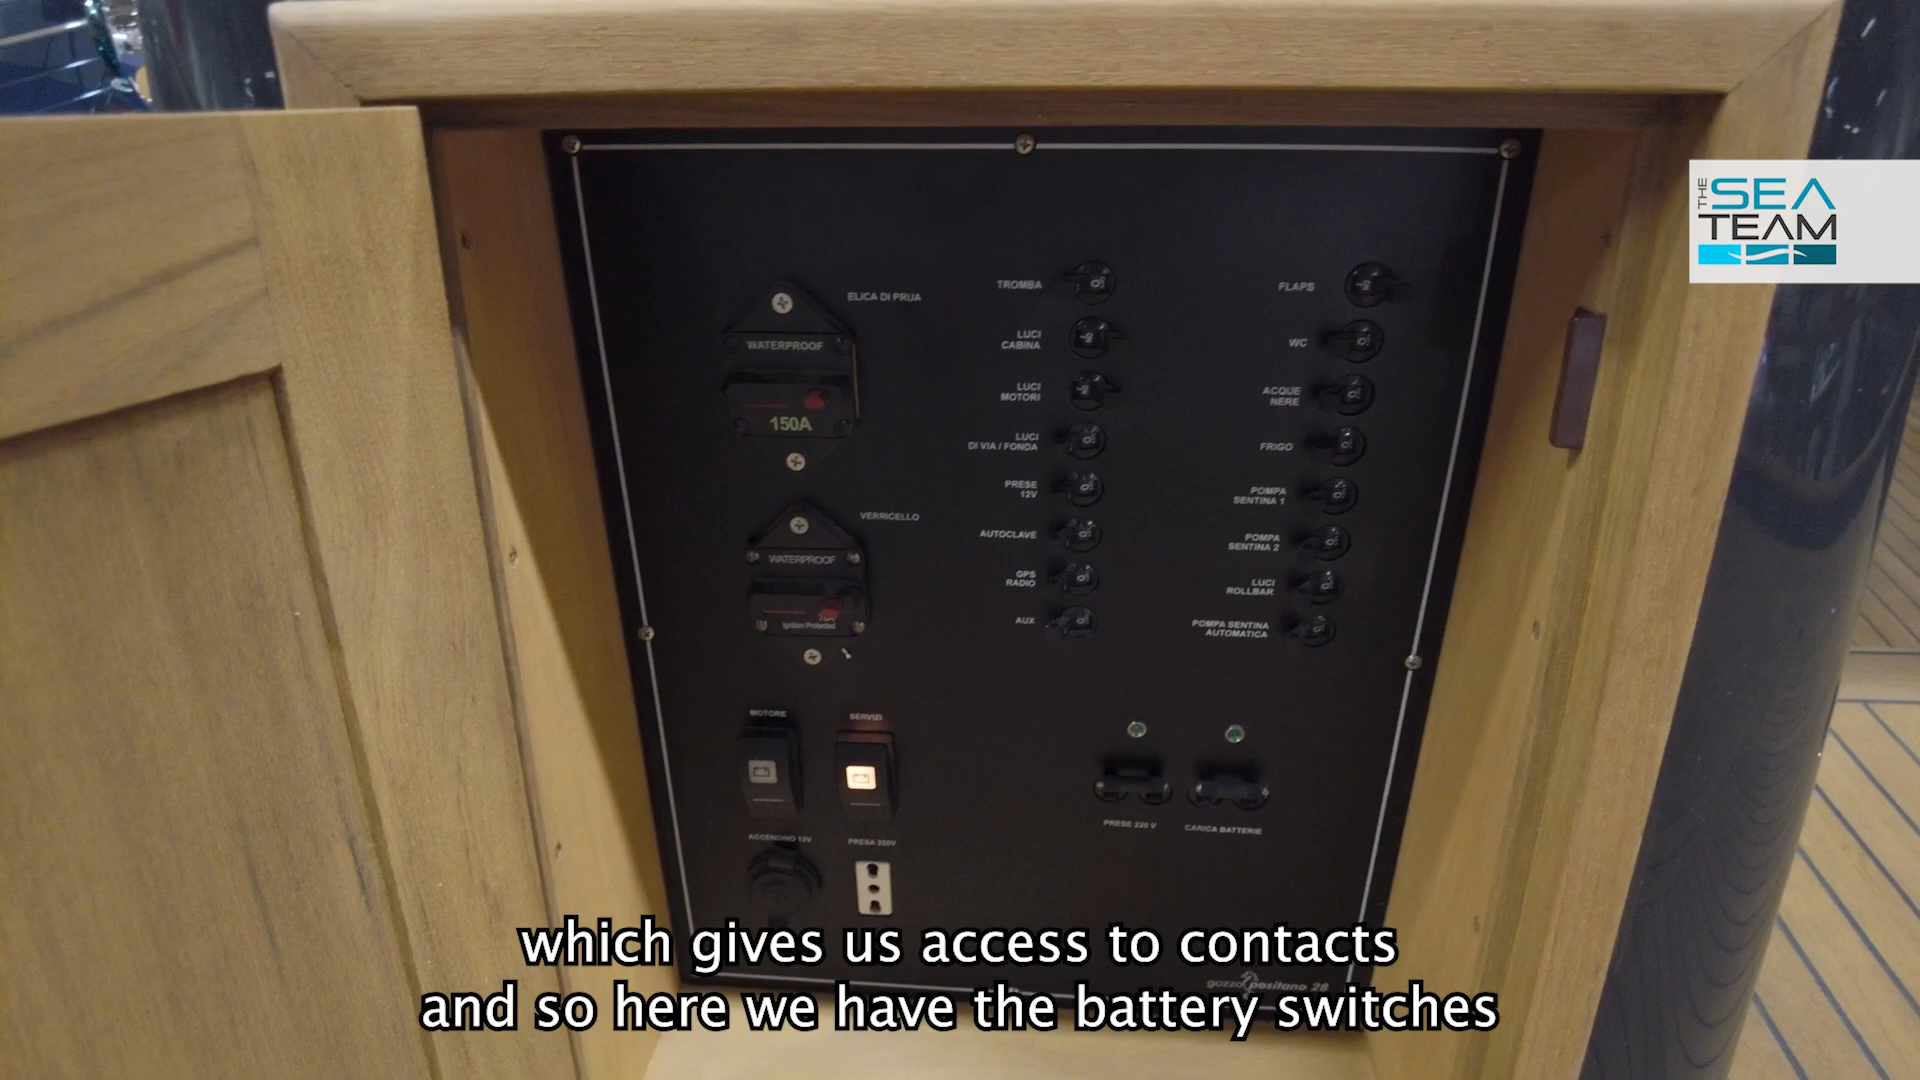 THE
SEA
TEAM
ELICA DI PRUA
WATERPROOF
150A
VERRICELLO
WATERPROOF
Ignition Protected
TROMBA
LUCI
CABINA
LUCI
MOTORI
LUCI
DI VIA / FONDA
PRESE
12V
AUTOCLAVE
GPS
RADIO
AUX
FLAPS
WC
ACQUE
NERE
FRIGO
POMPA
SENTINA 1
POMPA
SENTINA 2
LUCI
ROLLBAR
POMPA SENTINA
AUTOMATICA
MOTORE
SERVIZI
ACCENDINO 12V
PRESA 220V
PRESE 220 V
CARICA BATTERIE
gozzo positano 28
which gives us access to contacts
and so here we have the battery switches